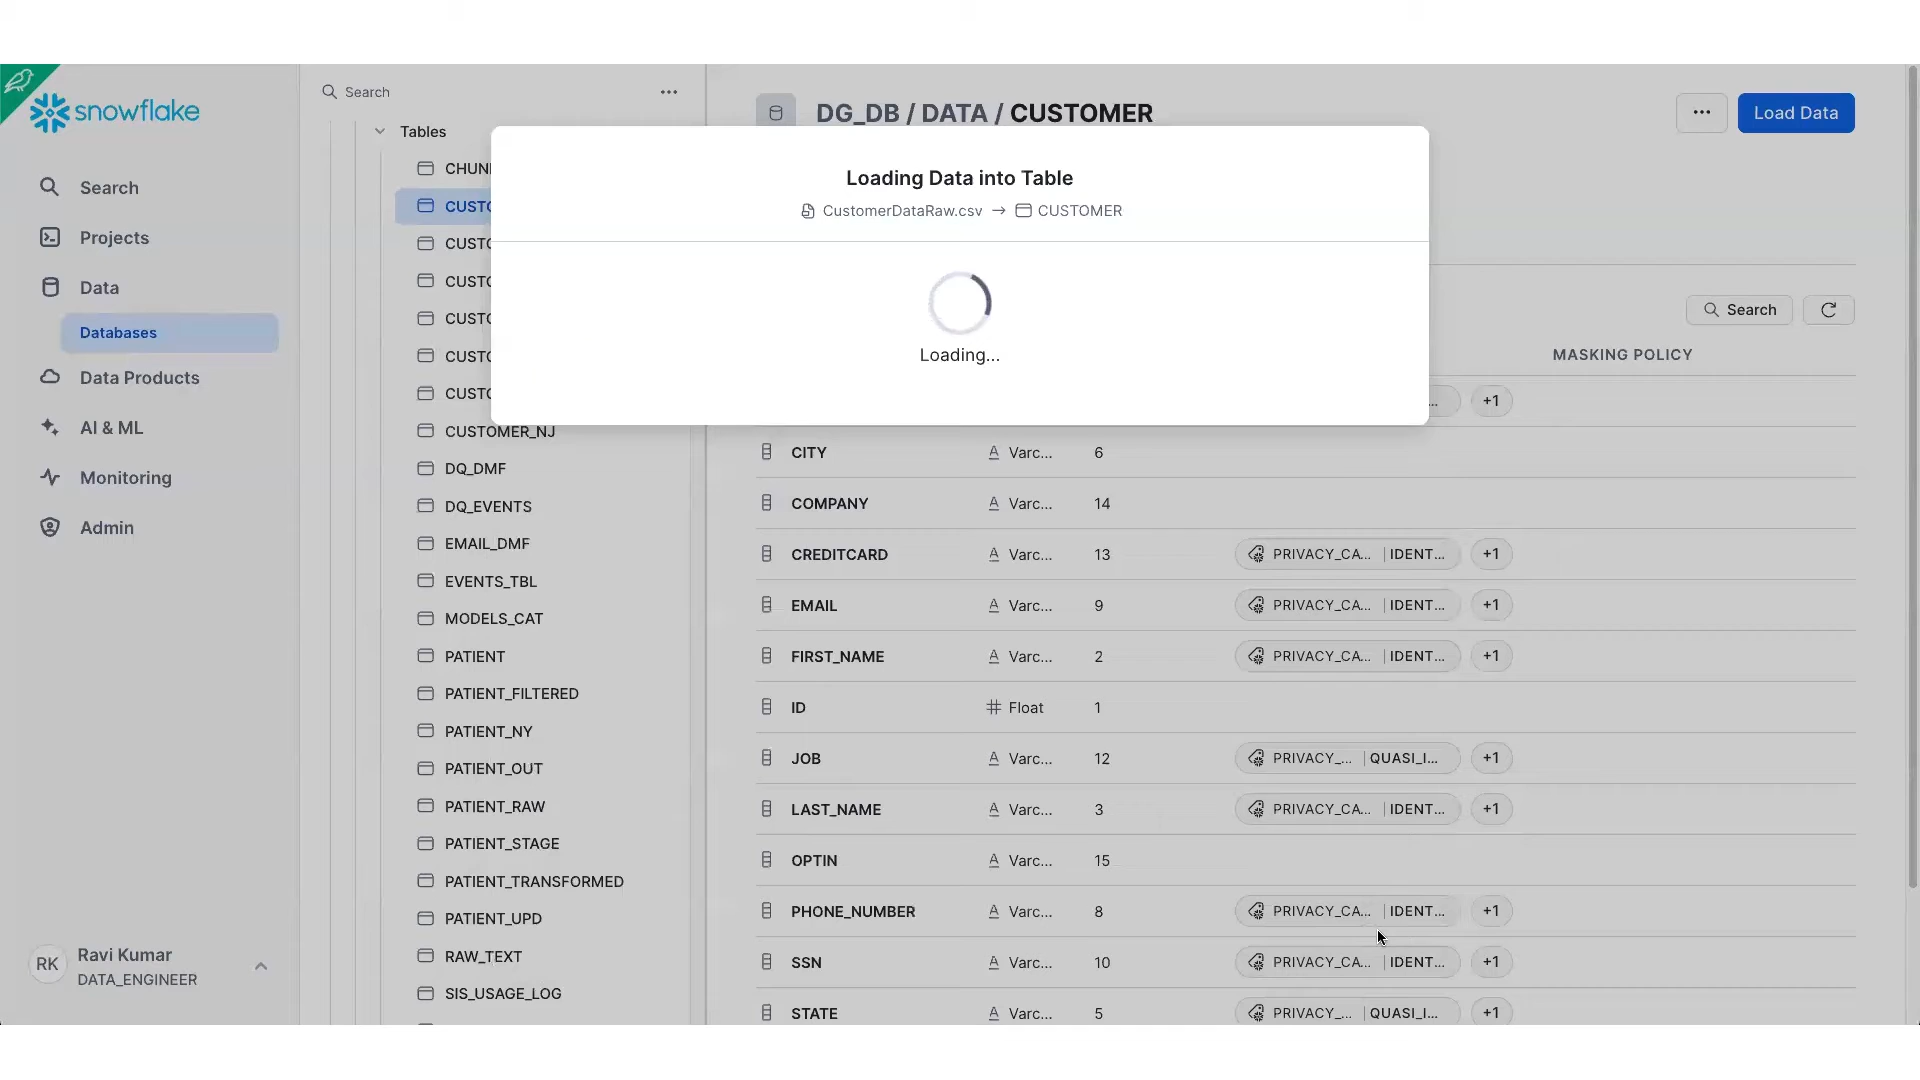 snowflake
Search
Projects
Data
Databases
Data Products
AI & ML
Monitoring
Admin
RK
Ravi Kumar
DATA_ENGINEER
Search
Tables
CHUN
CUSTO
CUSTO
CUSTO
CUSTO
CUSTO
CUSTO
CUSTOMER_NJ
DQ_DMF
DQ_EVENTS
EMAIL_DMF
EVENTS_TBL
MODELS_CAT
PATIENT
PATIENT_FILTERED
PATIENT_NY
PATIENT_OUT
PATIENT_RAW
PATIENT_STAGE
PATIENT_TRANSFORMED
PATIENT_UPD
RAW_TEXT
SIS_USAGE_LOG
DG_DB / DATA / CUSTOMER
Load Data
Loading Data into Table
CustomerDataRaw.csv → CUSTOMER
Loading...
Search
MASKING POLICY
... +1
CITY A Varc... 6
COMPANY A Varc... 14
CREDITCARD A Varc... 13 PRIVACY_CA... | IDENT... +1
EMAIL A Varc... 9 PRIVACY_CA... | IDENT... +1
FIRST_NAME A Varc... 2 PRIVACY_CA... | IDENT... +1
ID # Float 1
JOB A Varc... 12 PRIVACY_... | QUASI_I... +1
LAST_NAME A Varc... 3 PRIVACY_CA... | IDENT... +1
OPTIN A Varc... 15
PHONE_NUMBER A Varc... 8 PRIVACY_CA... | IDENT... +1
SSN A Varc... 10 PRIVACY_CA... | IDENT... +1
STATE A Varc... 5 PRIVACY_... | QUASI_I... +1